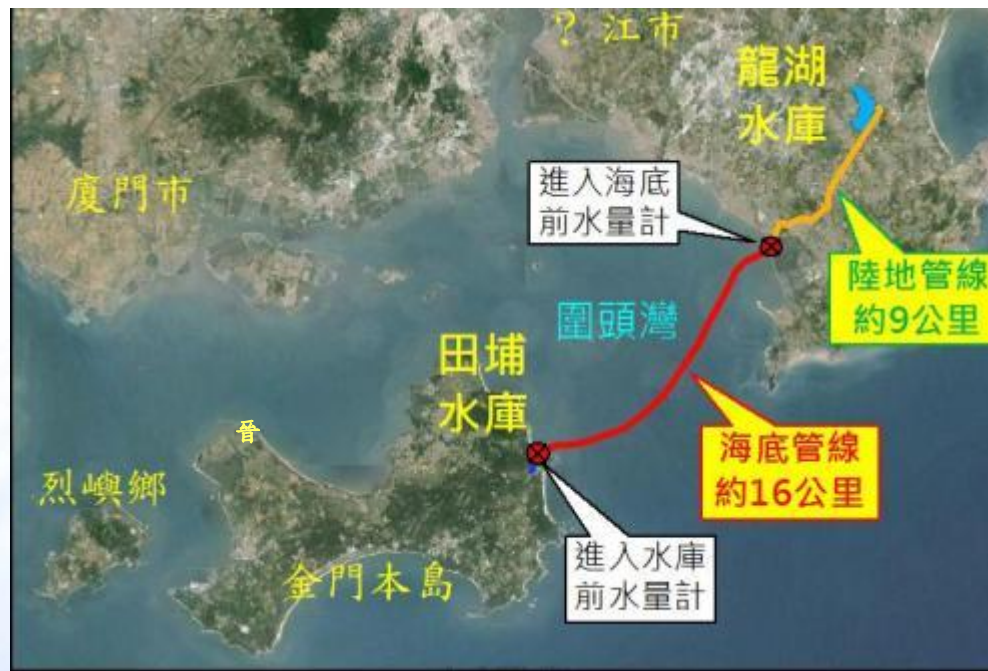 ？江市
龍湖
水庫
進入海底
前水量計
廈門市
陸地管線
約9公里
圍頭灣
田埔
水庫
晉
海底管線
約16公里
烈嶼鄉
進入水庫
前水量計
金門本島